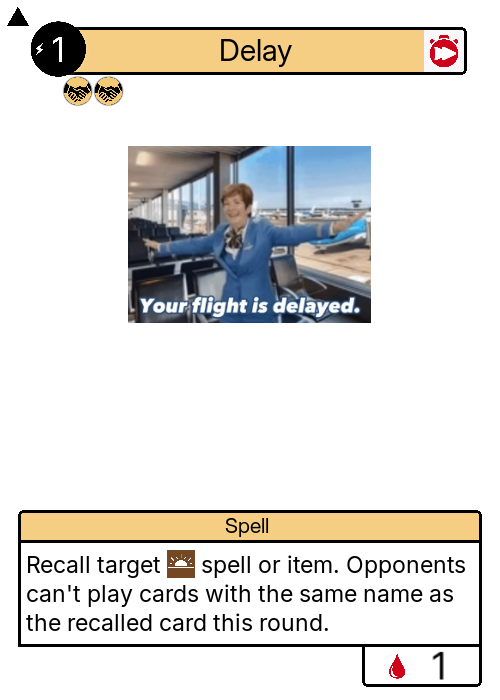 1
Delay
Your flight is delayed.
Spell
Recall target spell or item. Opponents
can't play cards with the same name as
the recalled card this round.
1